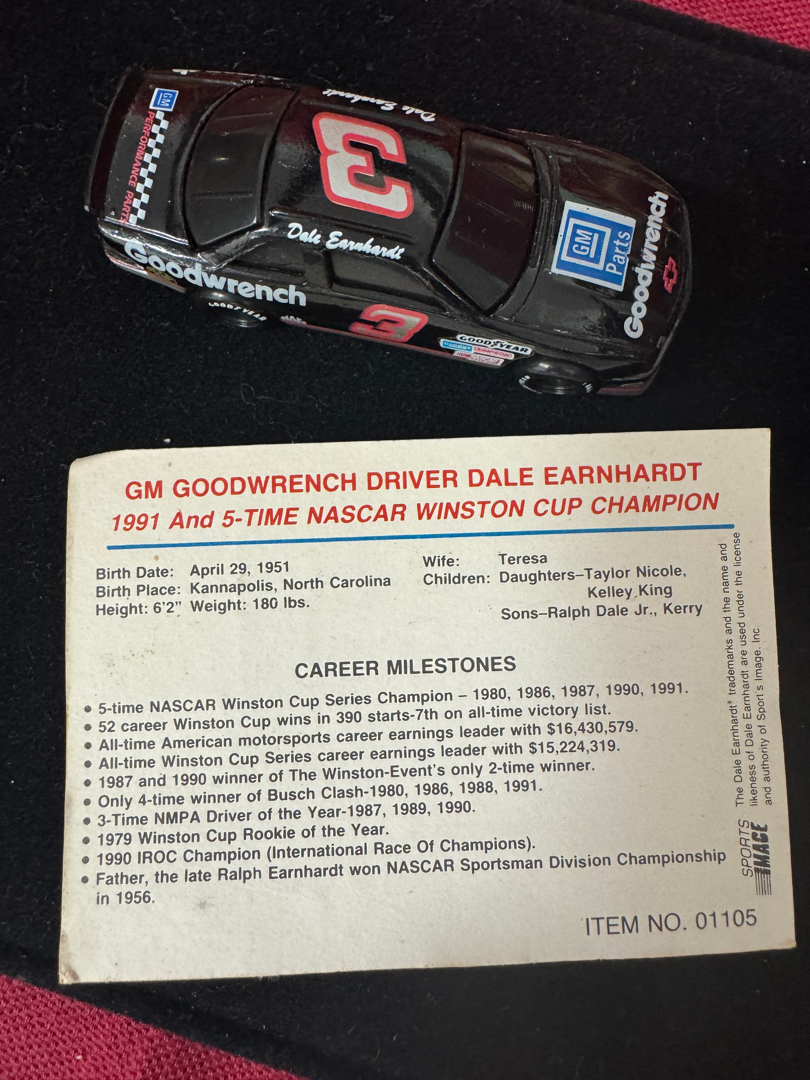 GM
PERFORMANCE PARTS
Dale Earnhardt
3
Dale Earnhardt
GM
Parts
Goodwrench
Goodwrench
GOODYEAR
3
GOODYEAR
GM GOODWRENCH DRIVER DALE EARNHARDT
1991 And 5-TIME NASCAR WINSTON CUP CHAMPION
Birth Date: April 29, 1951
Birth Place: Kannapolis, North Carolina
Height: 6'2" Weight: 180 lbs.
Wife: Teresa
Children: Daughters–Taylor Nicole,
Kelley King
Sons–Ralph Dale Jr., Kerry
CAREER MILESTONES
• 5-time NASCAR Winston Cup Series Champion – 1980, 1986, 1987, 1990, 1991.
• 52 career Winston Cup wins in 390 starts-7th on all-time victory list.
• All-time American motorsports career earnings leader with $16,430,579.
• All-time Winston Cup Series career earnings leader with $15,224,319.
• 1987 and 1990 winner of The Winston-Event's only 2-time winner.
• Only 4-time winner of Busch Clash-1980, 1986, 1988, 1991.
• 3-Time NMPA Driver of the Year-1987, 1989, 1990.
• 1979 Winston Cup Rookie of the Year.
• 1990 IROC Champion (International Race Of Champions).
• Father, the late Ralph Earnhardt won NASCAR Sportsman Division Championship
in 1956.
The Dale Earnhardt® trademarks and the name and
likeness of Dale Earnhardt are used under the license
and authority of Sport's Image. Inc
SPORTS
IMAGE
ITEM NO. 01105